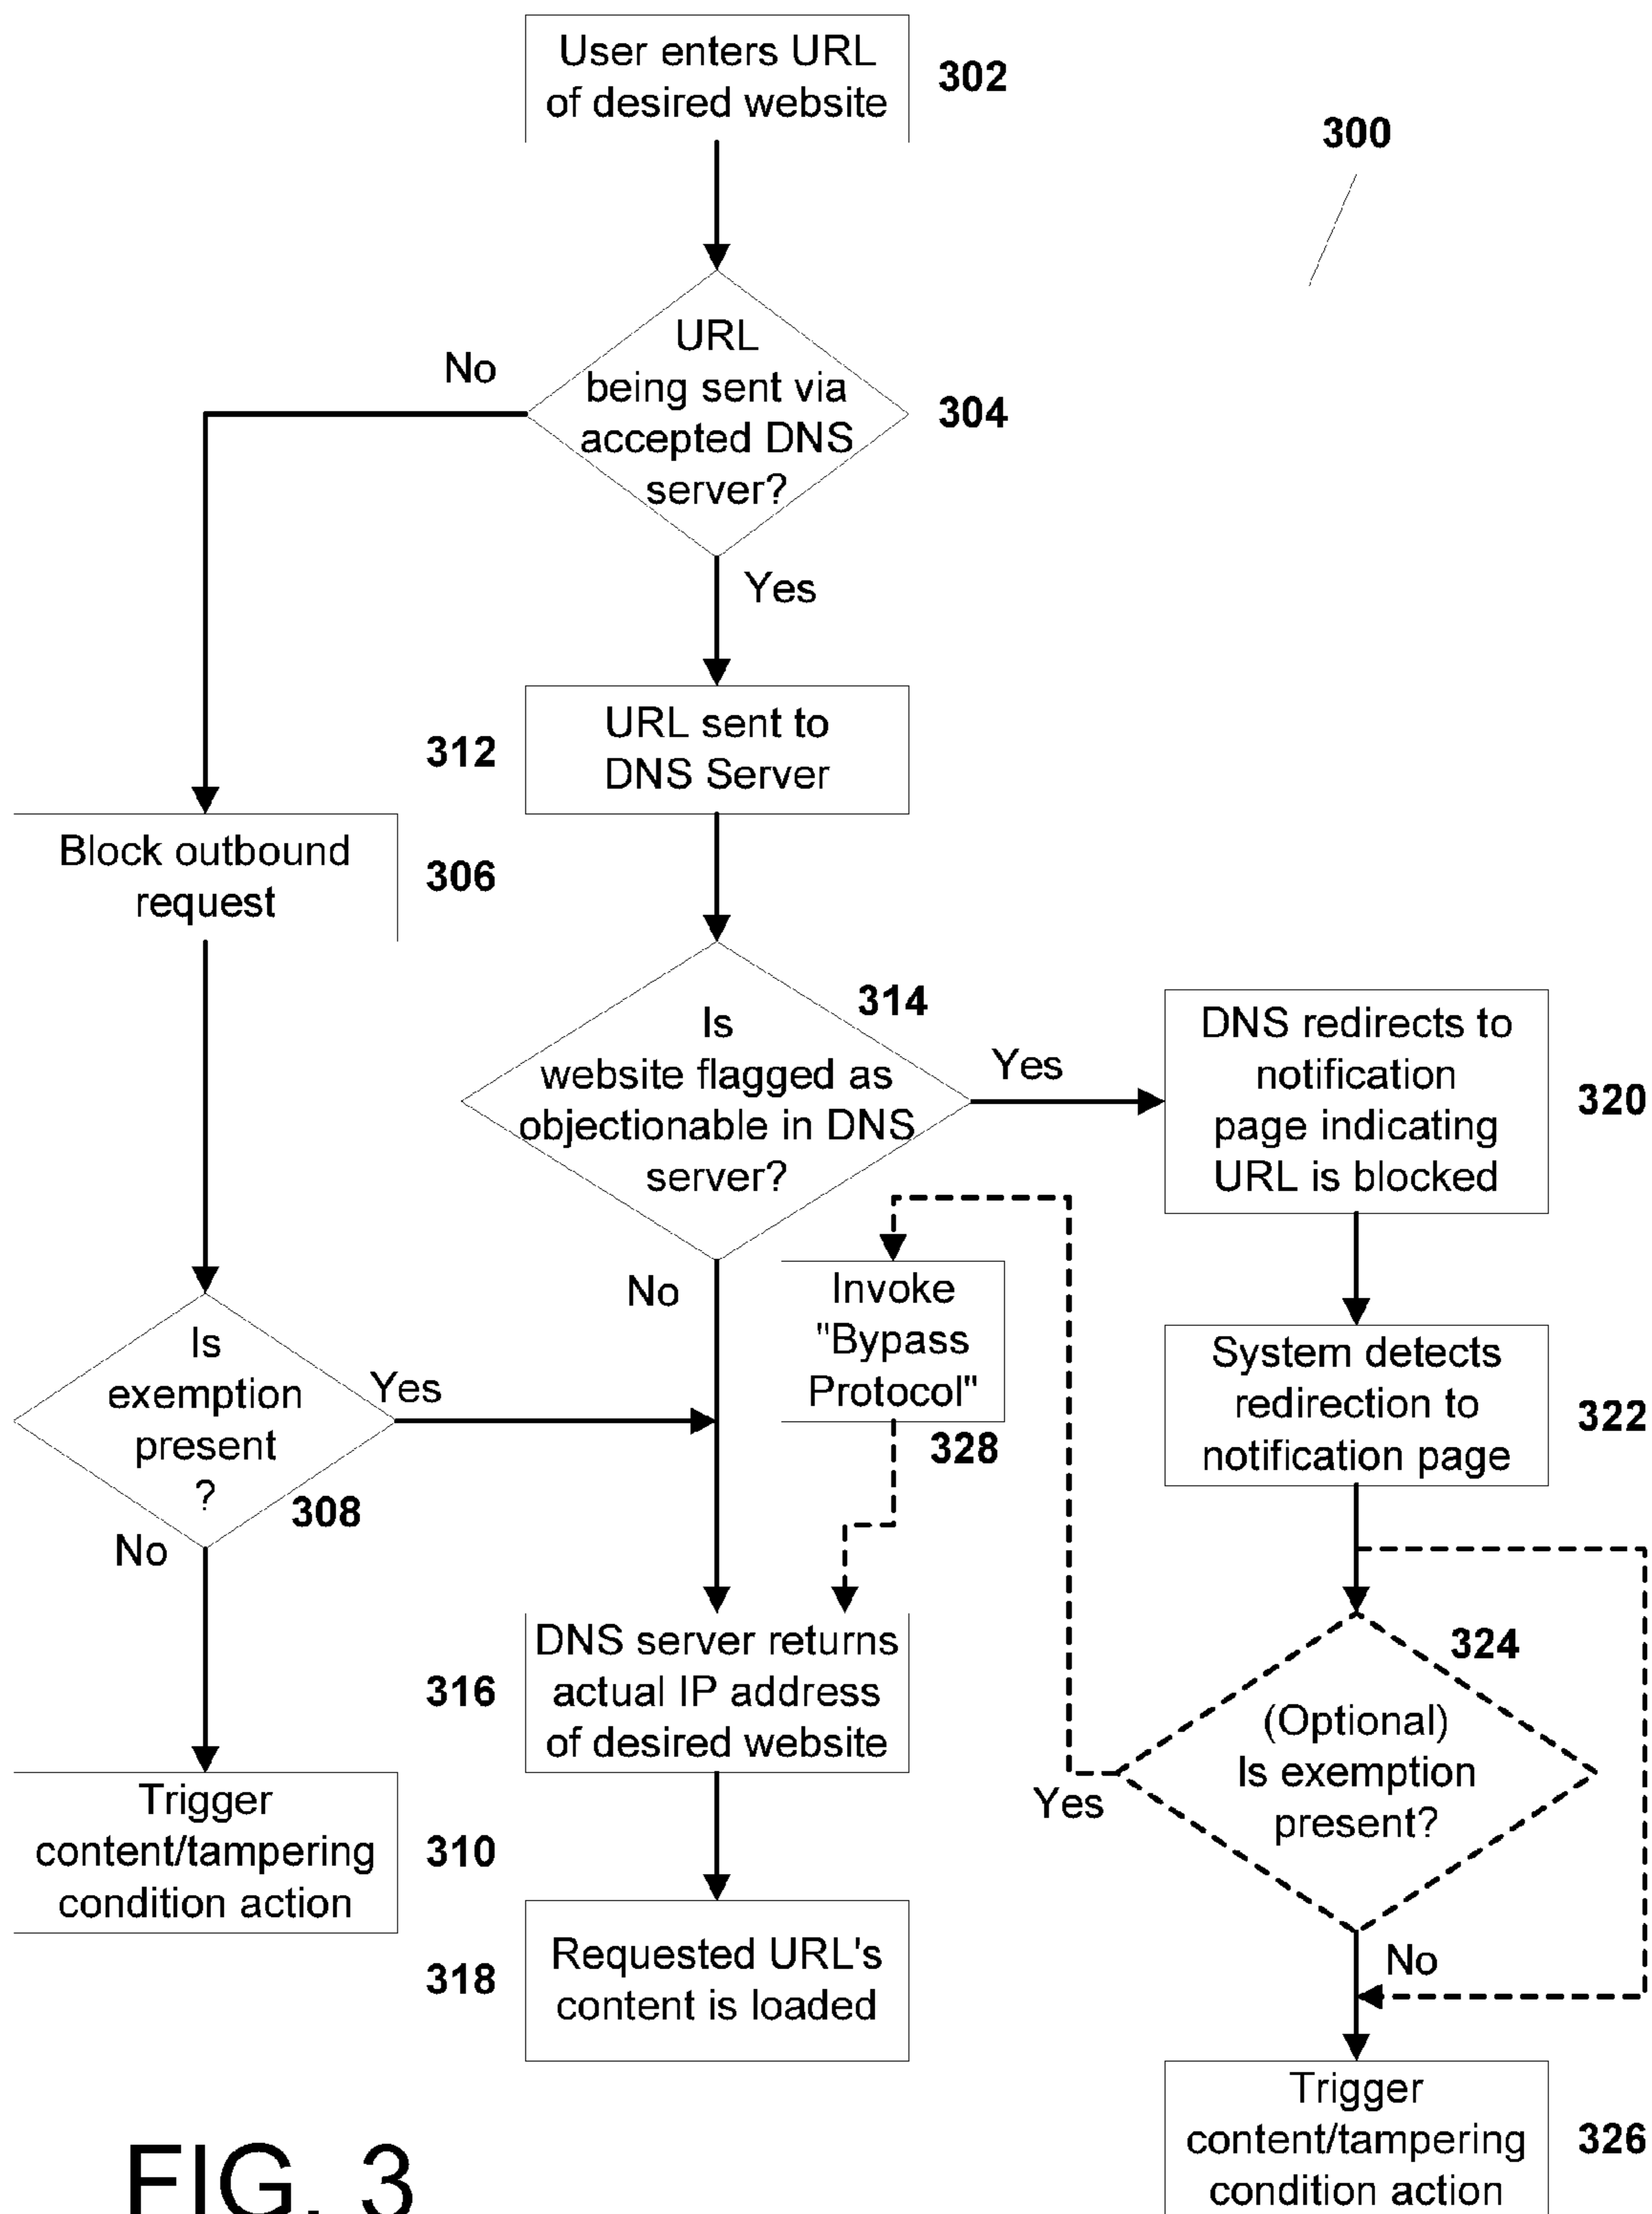 User enters URL
of desired website
302
300
URL
being sent via
accepted DNS
server?
304
No
Yes
URL sent to
DNS Server
312
Block outbound
request
306
Is
website flagged as
objectionable in DNS
server?
314
Yes
No
DNS redirects to
notification
page indicating
URL is blocked
320
Invoke
"Bypass
Protocol"
328
System detects
redirection to
notification page
322
Is
exemption
present
?
308
Yes
No
DNS server returns
actual IP address
of desired website
316
324
(Optional)
Is exemption
present?
Yes
No
Trigger
content/tampering
condition action
310
Requested URL's
content is loaded
318
Trigger
content/tampering
condition action
326
FIG. 3